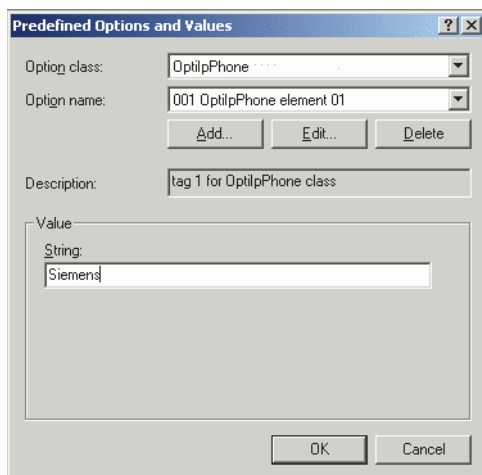 Predefined Options and Values
Option class: OptiIpPhone
Option name: 001 OptiIpPhone element 01
Add... Edit... Delete
Description: tag 1 for OptiIpPhone class
Value
String:
Siemens
OK Cancel